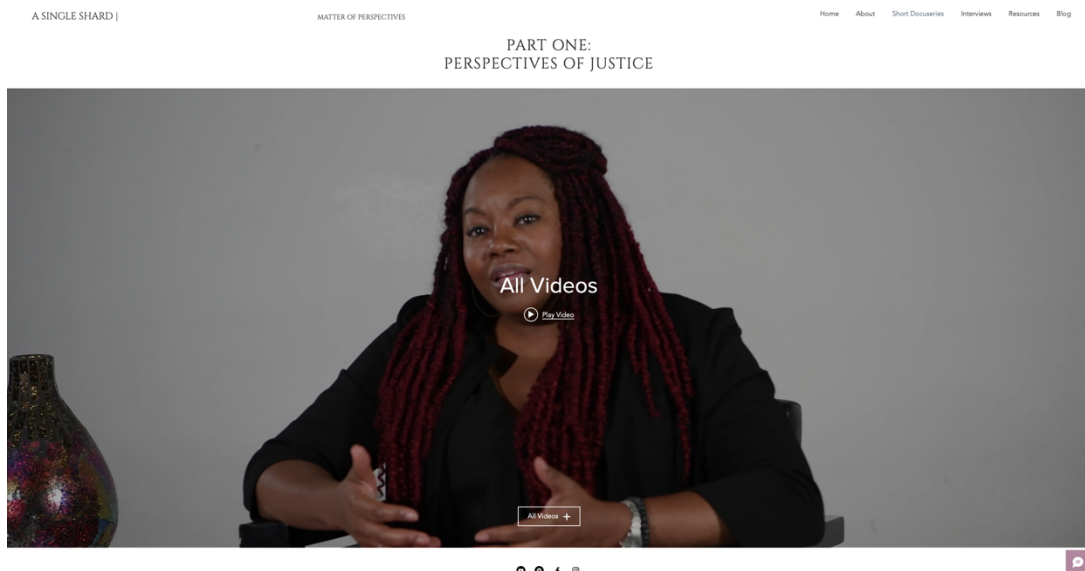 A SINGLE SHARD |
MATTER OF PERSPECTIVES
Home About Short Docuseries Interviews Resources Blog
PART ONE:
PERSPECTIVES OF JUSTICE
All Videos
Play Video
All Videos +